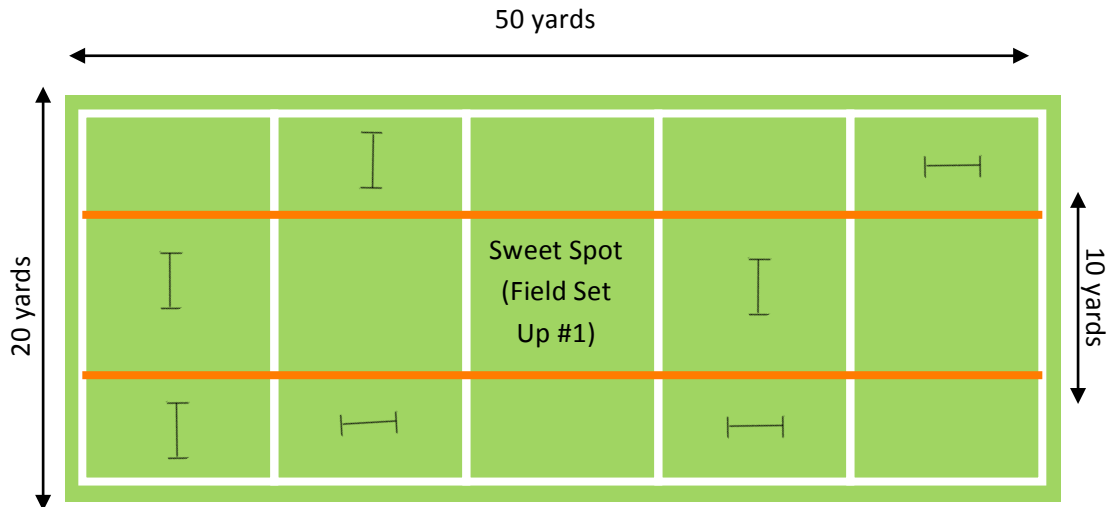 50 yards
20 yards
Sweet Spot
(Field Set
Up #1)
10 yards